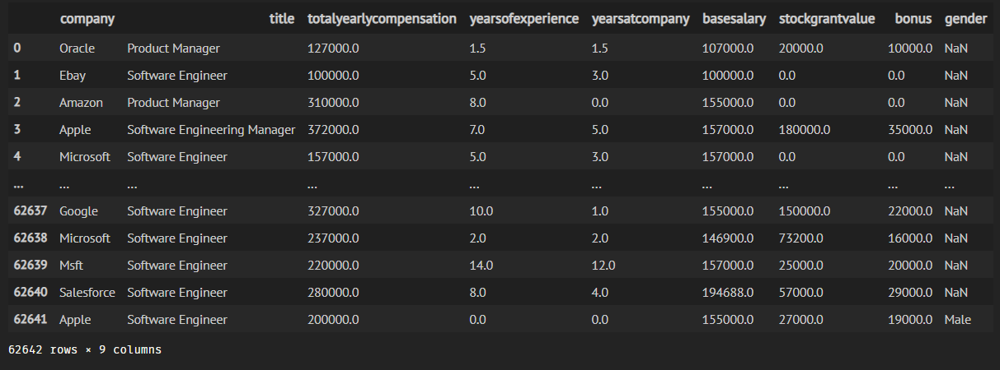 company title totalyearlycompensation yearsofexperience yearsatcompany basesalary stockgrantvalue bonus gender
0 Oracle Product Manager 127000.0 1.5 1.5 107000.0 20000.0 10000.0 NaN
1 Ebay Software Engineer 100000.0 5.0 3.0 100000.0 0.0 0.0 NaN
2 Amazon Product Manager 310000.0 8.0 0.0 155000.0 0.0 0.0 NaN
3 Apple Software Engineering Manager 372000.0 7.0 5.0 157000.0 180000.0 35000.0 NaN
4 Microsoft Software Engineer 157000.0 5.0 3.0 157000.0 0.0 0.0 NaN
... ... ... ... ... ... ... ... ... ...
62637 Google Software Engineer 327000.0 10.0 1.0 155000.0 150000.0 22000.0 NaN
62638 Microsoft Software Engineer 237000.0 2.0 2.0 146900.0 73200.0 16000.0 NaN
62639 Msft Software Engineer 220000.0 14.0 12.0 157000.0 25000.0 20000.0 NaN
62640 Salesforce Software Engineer 280000.0 8.0 4.0 194688.0 57000.0 29000.0 NaN
62641 Apple Software Engineer 200000.0 0.0 0.0 155000.0 27000.0 19000.0 Male
62642 rows × 9 columns